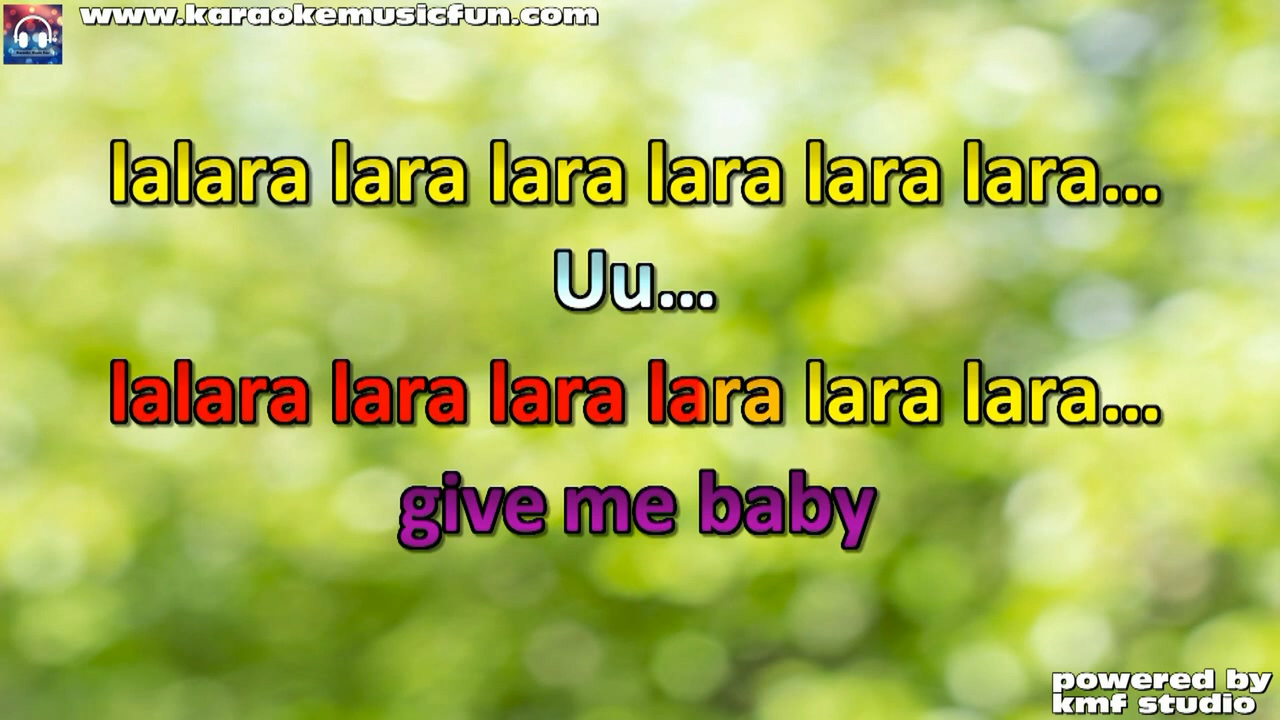 www.karaokemusicfun.com
lalara lara lara lara lara lara...
Uu...
lalara lara lara lara lara lara...
give me baby
powered by
kmf studio